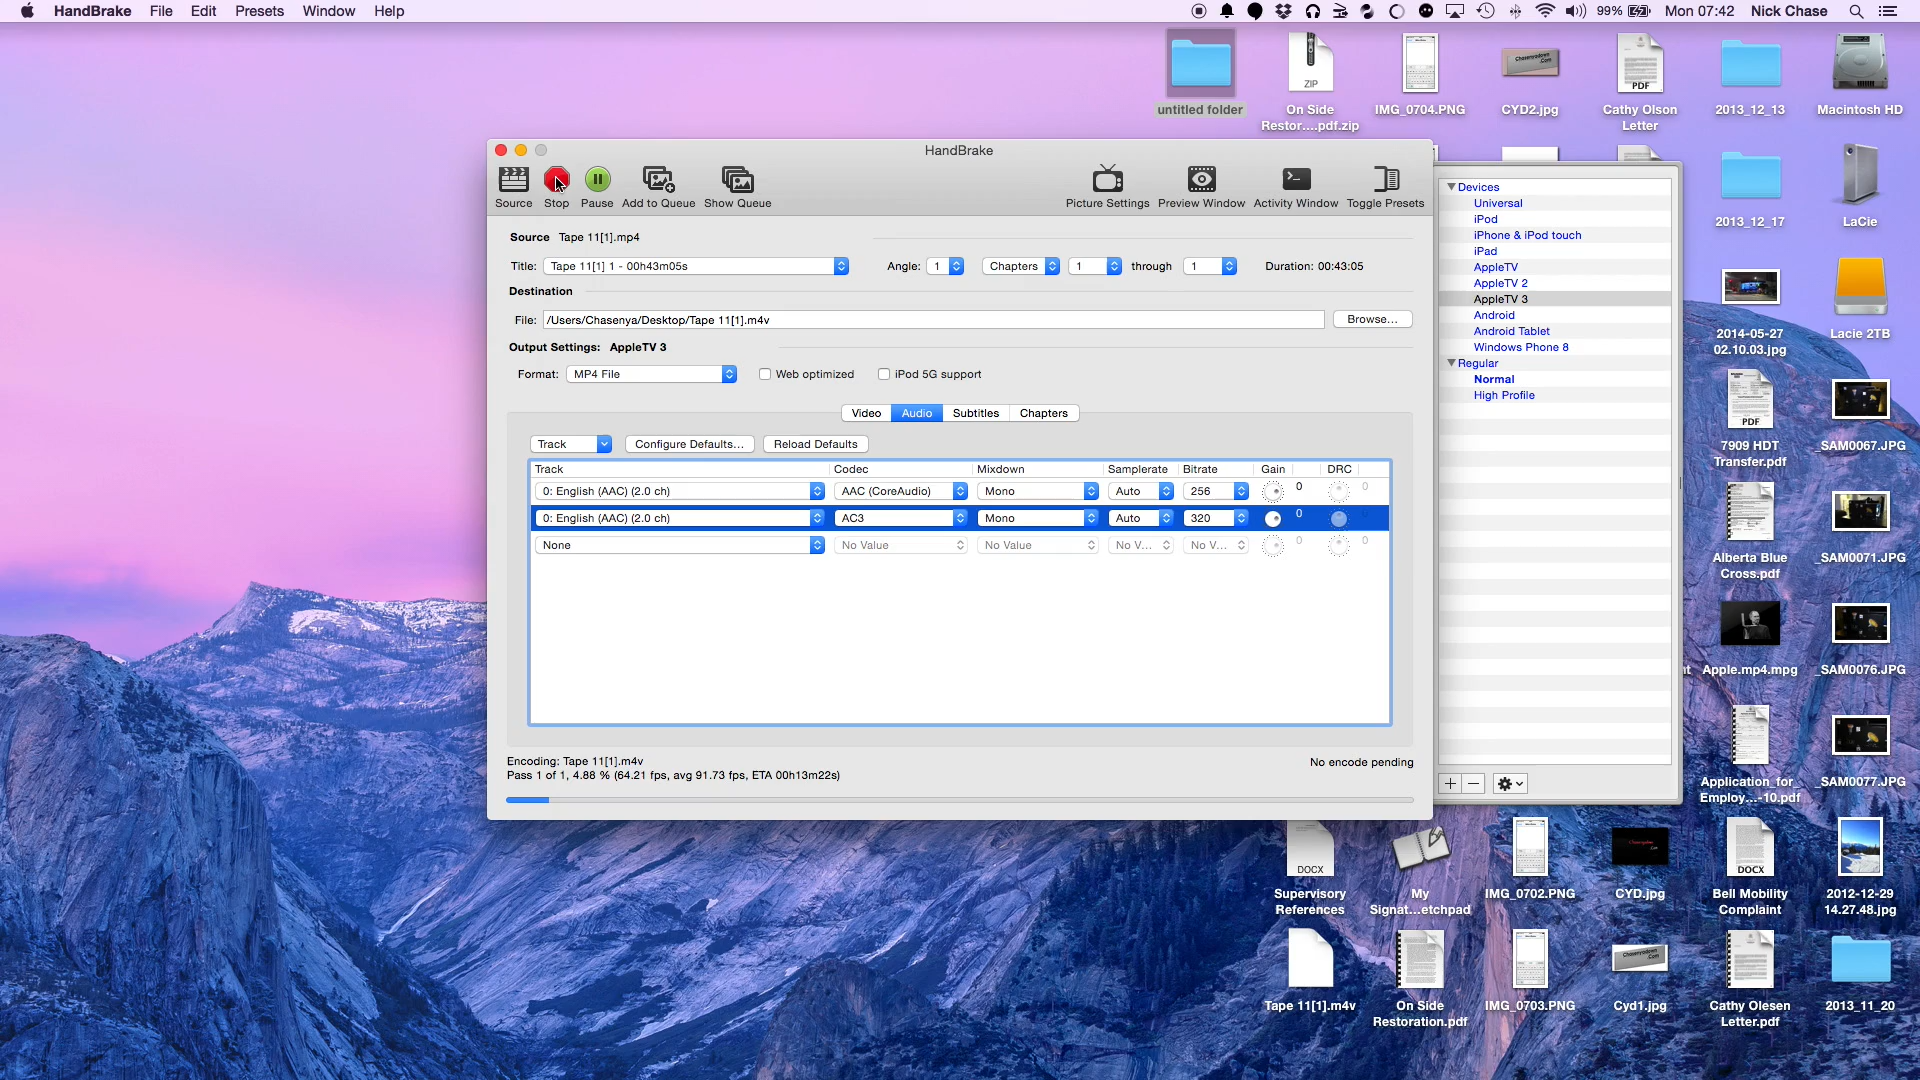 HandBrake File Edit Presets Window Help
99% Mon 07:42 Nick Chase
untitled folder
ZIP
On Side
Restor....pdf.zip
IMG_0704.PNG
CYD2.jpg
PDF
Cathy Olson
Letter
2013_12_13
Macintosh HD
HandBrake
Source Stop Pause Add to Queue Show Queue
Picture Settings Preview Window Activity Window Toggle Presets
Source Tape 11[1].mp4
Title: Tape 11[1] 1 - 00h43m05s
Angle: 1 Chapters 1 through 1 Duration: 00:43:05
Destination
File: /Users/Chasenya/Desktop/Tape 11[1].m4v Browse...
Output Settings: AppleTV 3
Format: MP4 File Web optimized iPod 5G support
Video Audio Subtitles Chapters
Track Configure Defaults... Reload Defaults
Track Codec Mixdown Samplerate Bitrate Gain DRC
0: English (AAC) (2.0 ch) AAC (CoreAudio) Mono Auto 256 0 0
0: English (AAC) (2.0 ch) AC3 Mono Auto 320 0 0
None No Value No Value No V... No V... 0 0
Encoding: Tape 11[1].m4v
Pass 1 of 1, 4.88 % (64.21 fps, avg 91.73 fps, ETA 00h13m22s)
No encode pending
Devices
Universal
iPod
iPhone & iPod touch
iPad
AppleTV
AppleTV 2
AppleTV 3
Android
Android Tablet
Windows Phone 8
Regular
Normal
High Profile
2013_12_17
LaCie
2014-05-27
02.10.03.jpg
Lacie 2TB
PDF
7909 HDT
Transfer.pdf
_SAM0067.JPG
Alberta Blue
Cross.pdf
_SAM0071.JPG
Apple.mp4.mpg
_SAM0076.JPG
Application_for_
Employ...-10.pdf
_SAM0077.JPG
DOCX
Supervisory
References
My
Signat...etchpad
IMG_0702.PNG
CYD.jpg
DOCX
Bell Mobility
Complaint
2012-12-29
14.27.48.jpg
Tape 11[1].m4v
On Side
Restoration.pdf
IMG_0703.PNG
Cyd1.jpg
Cathy Olesen
Letter.pdf
2013_11_20